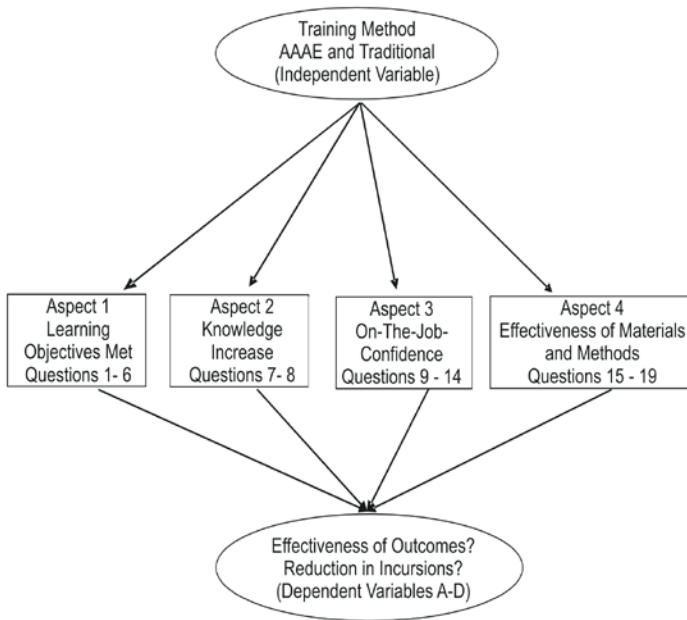 Training Method
AAAE and Traditional
(Independent Variable)
Aspect 1
Learning
Objectives Met
Questions 1- 6
Aspect 2
Knowledge
Increase
Questions 7- 8
Aspect 3
On-The-Job-
Confidence
Questions 9 - 14
Aspect 4
Effectiveness of Materials
and Methods
Questions 15 - 19
Effectiveness of Outcomes?
Reduction in Incursions?
(Dependent Variables A-D)